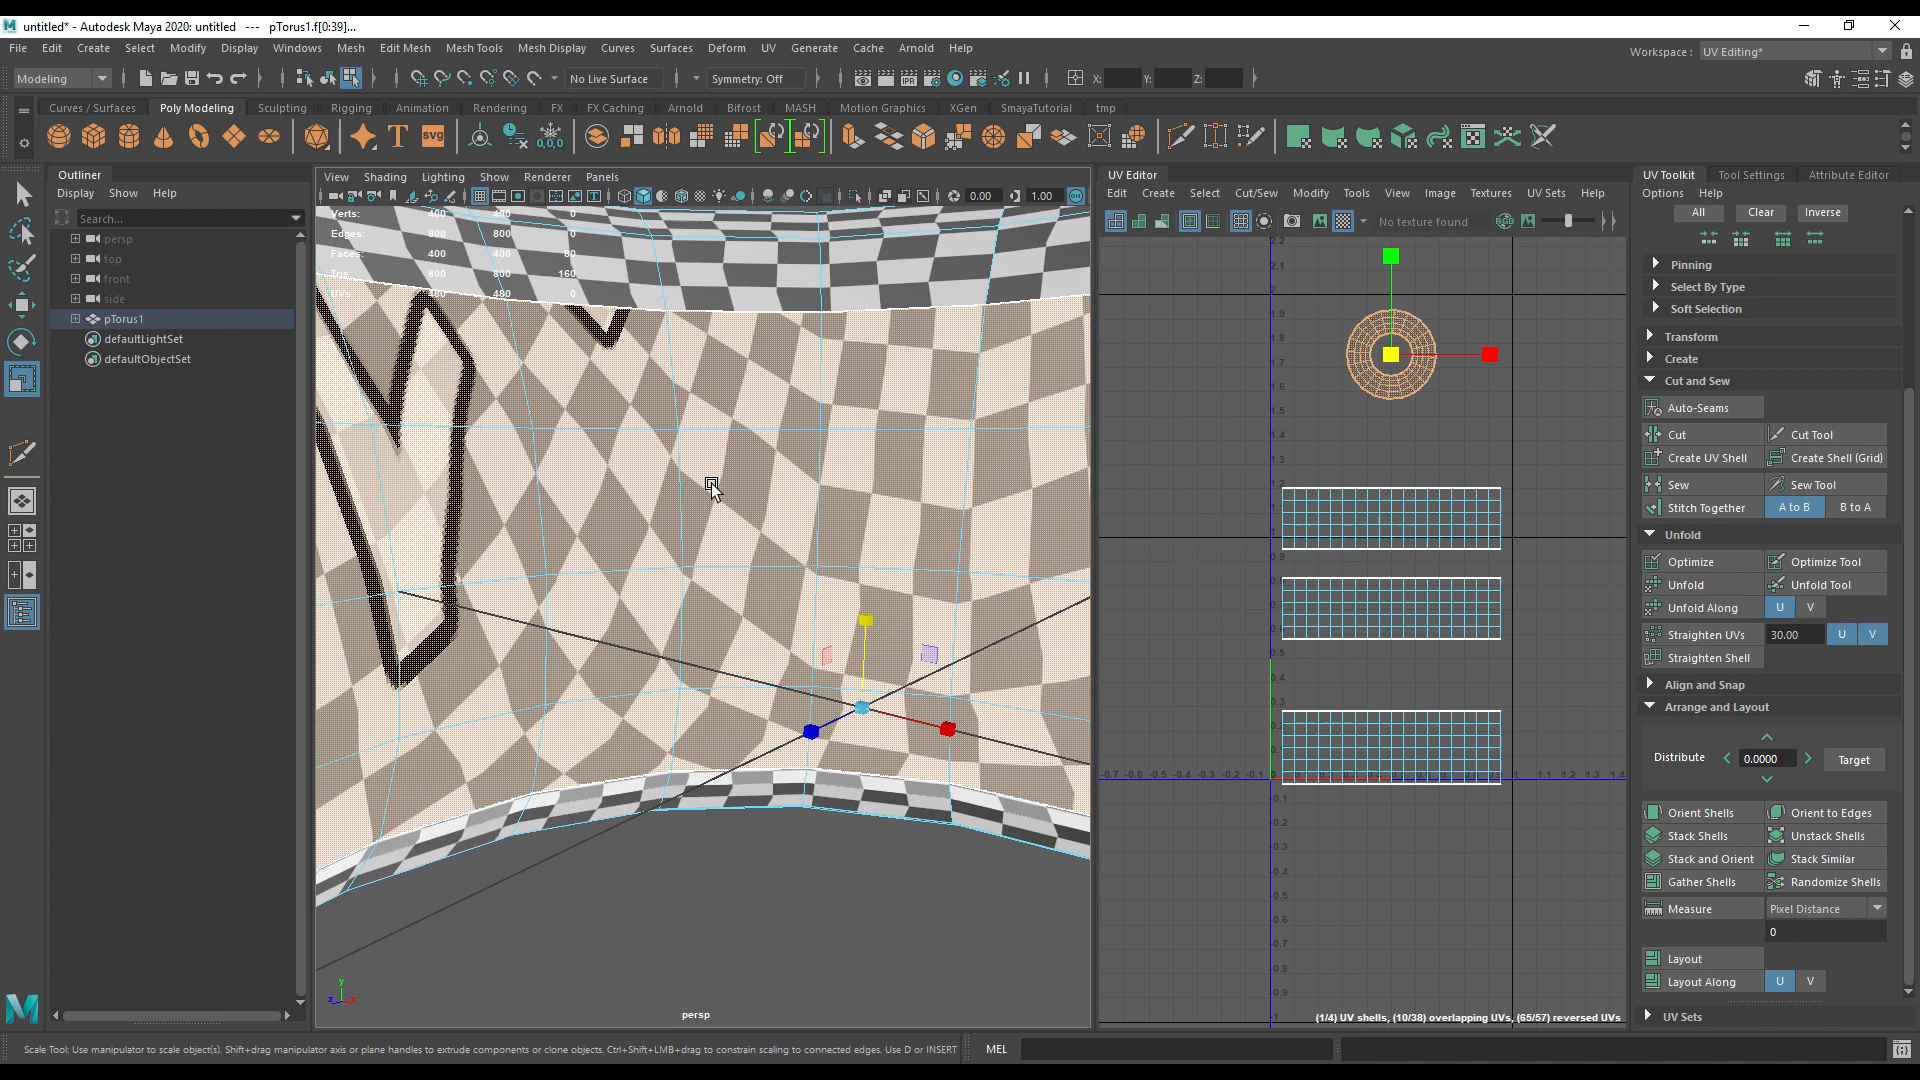 untitled* - Autodesk Maya 2020: untitled --- pTorus1.f[0:39]...
File Edit Create Select Modify Display Windows Mesh Edit Mesh Mesh Tools Mesh Display Curves Surfaces Deform UV Generate Cache Arnold Help
Workspace : UV Editing*
Modeling No Live Surface Symmetry: Off X: Y: Z:
Curves / Surfaces Poly Modeling Sculpting Rigging Animation Rendering FX FX Caching Arnold Bifrost MASH Motion Graphics XGen SmayaTutorial tmp
T svg 0,0,0
Outliner
Display Show Help
Search...
persp
top
front
side
pTorus1
defaultLightSet
defaultObjectSet
View Shading Lighting Show Renderer Panels
0.00 1.00
Verts: 400 400 0
Edges: 800 800 0
Faces: 400 400 80
Tris: 800 800 160
UVs: 480 480 0
y
z x
persp
UV Editor
Edit Create Select Cut/Sew Modify Tools View Image Textures UV Sets Help
No texture found
(1/4) UV shells, (10/38) overlapping UVs, (65/57) reversed UVs
UV Toolkit Tool Settings Attribute Editor
Options Help
All Clear Inverse
Pinning
Select By Type
Soft Selection
Transform
Create
Cut and Sew
Auto-Seams
Cut Cut Tool
Create UV Shell Create Shell (Grid)
Sew Sew Tool
Stitch Together A to B B to A
Unfold
Optimize Optimize Tool
Unfold Unfold Tool
Unfold Along U V
Straighten UVs 30.00 U V
Straighten Shell
Align and Snap
Arrange and Layout
Distribute 0.0000 Target
Orient Shells Orient to Edges
Stack Shells Unstack Shells
Stack and Orient Stack Similar
Gather Shells Randomize Shells
Measure Pixel Distance
0
Layout
Layout Along U V
UV Sets
Scale Tool: Use manipulator to scale object(s). Shift+drag manipulator axis or plane handles to extrude components or clone objects. Ctrl+Shift+LMB+drag to constrain scaling to connected edges. Use D or INSERT
MEL